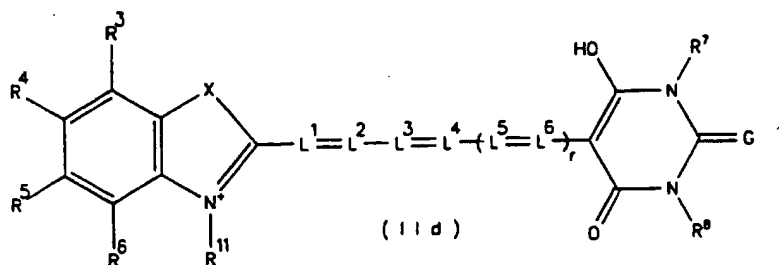 R³ HO R⁷
R⁴ X N
L¹=L²-L³=L⁴-(L⁵=L⁶)r G
R⁵ N⁺ N
R⁶ R¹¹ (IId) O R⁸